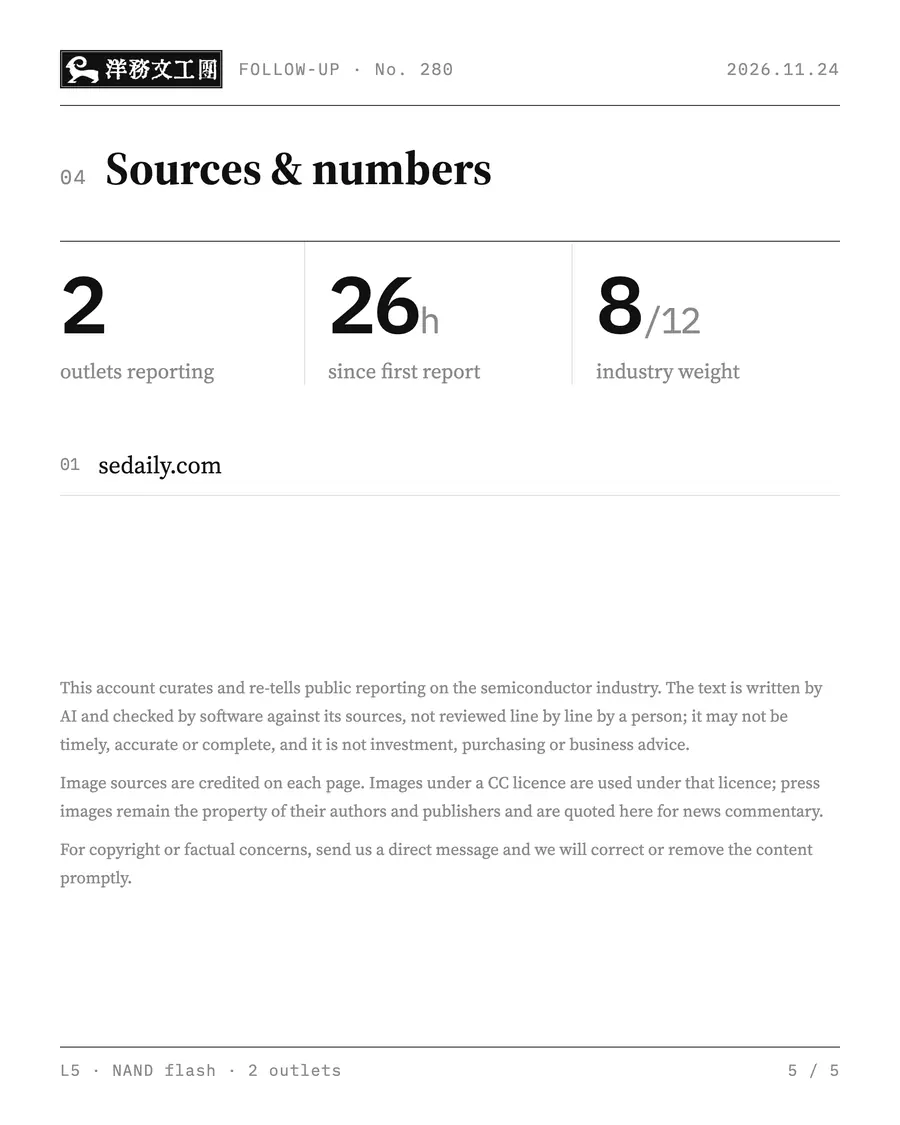 洋務文工團 FOLLOW-UP · No. 280 2026.11.24
04 Sources & numbers
2 26h 8/12
outlets reporting since first report industry weight
01 sedaily.com
This account curates and re-tells public reporting on the semiconductor industry. The text is written by
AI and checked by software against its sources, not reviewed line by line by a person; it may not be
timely, accurate or complete, and it is not investment, purchasing or business advice.
Image sources are credited on each page. Images under a CC licence are used under that licence; press
images remain the property of their authors and publishers and are quoted here for news commentary.
For copyright or factual concerns, send us a direct message and we will correct or remove the content
promptly.
L5 · NAND flash · 2 outlets 5 / 5